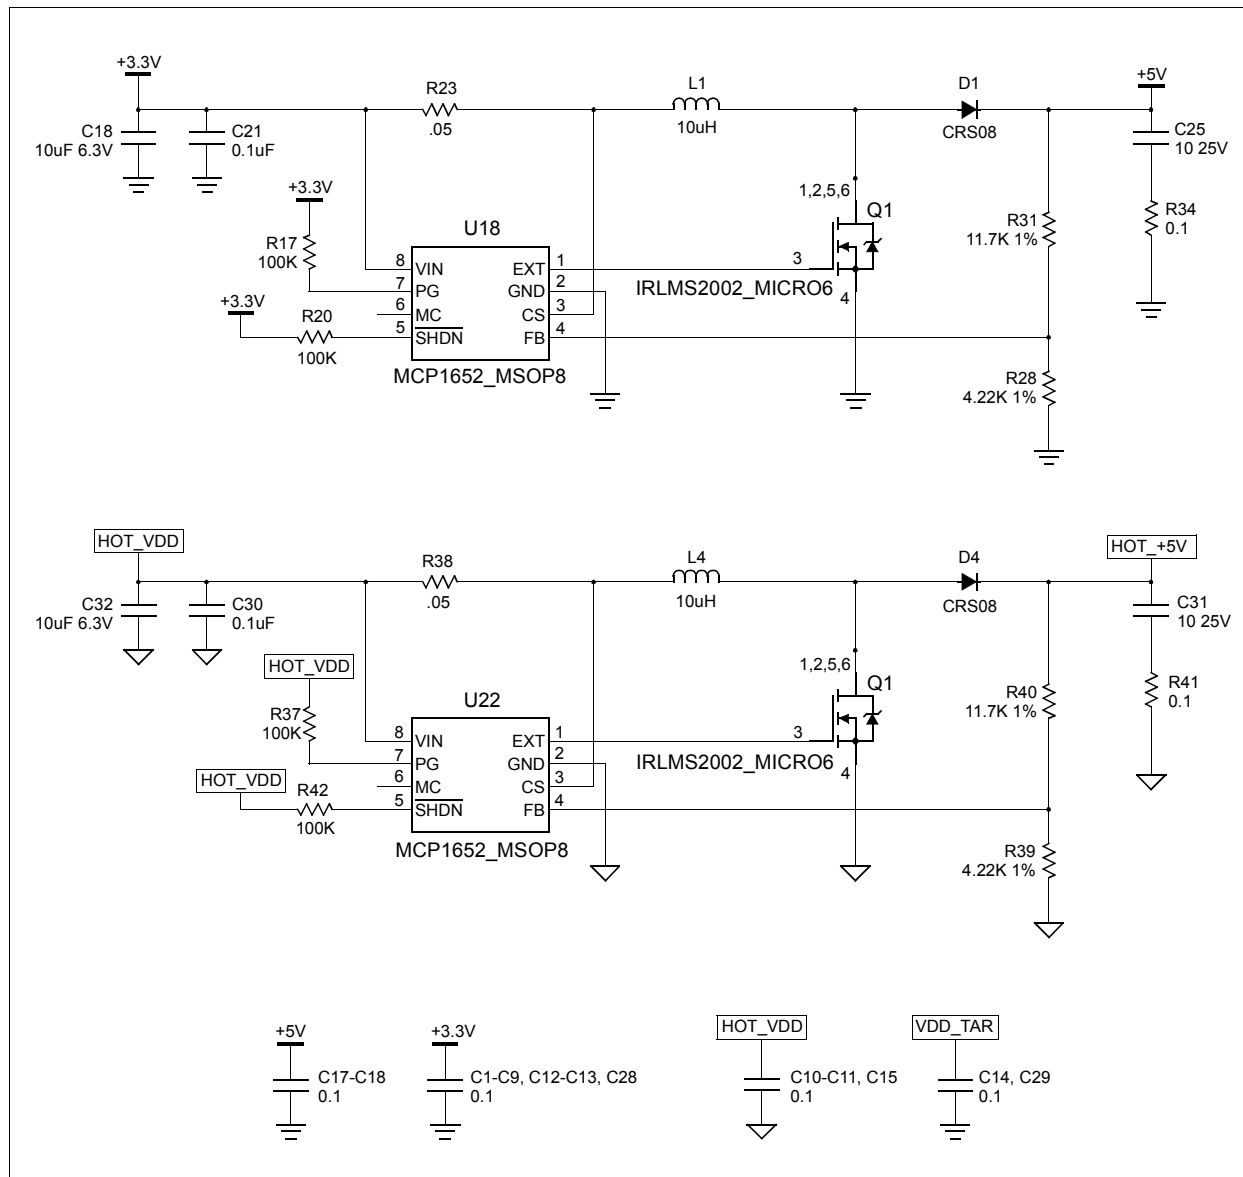 +3.3V
R23
.05
L1
10uH
D1
CRS08
+5V
C18
10uF 6.3V
C21
0.1uF
C25
10 25V
R34
0.1
+3.3V
R17
100K
+3.3V
R20
100K
U18
8 VIN EXT 1
7 PG GND 2
6 MC CS 3
5 SHDN FB 4
MCP1652_MSOP8
1,2,5,6
Q1
3
IRLMS2002_MICRO6
4
R31
11.7K 1%
R28
4.22K 1%
HOT_VDD
R38
.05
L4
10uH
D4
CRS08
HOT_+5V
C32
10uF 6.3V
C30
0.1uF
C31
10 25V
R41
0.1
HOT_VDD
R37
100K
HOT_VDD
R42
100K
U22
8 VIN EXT 1
7 PG GND 2
6 MC CS 3
5 SHDN FB 4
MCP1652_MSOP8
1,2,5,6
Q1
3
IRLMS2002_MICRO6
4
R40
11.7K 1%
R39
4.22K 1%
+5V
C17-C18
0.1
+3.3V
C1-C9, C12-C13, C28
0.1
HOT_VDD
C10-C11, C15
0.1
VDD_TAR
C14, C29
0.1